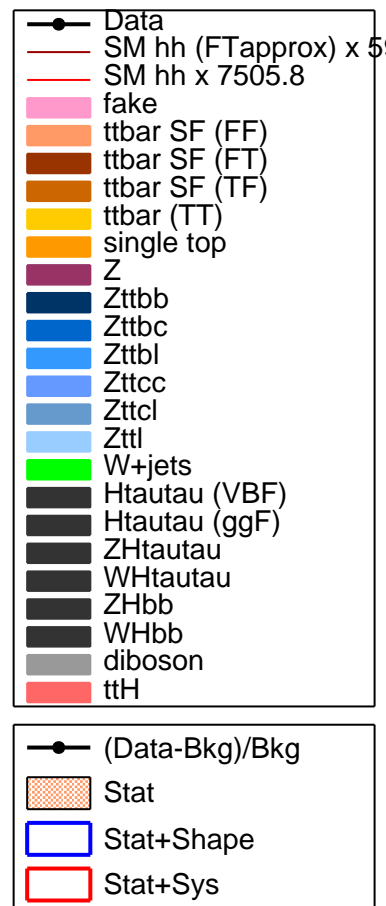 Data
SM hh (FTapprox) x 59
SM hh x 7505.8
fake
ttbar SF (FF)
ttbar SF (FT)
ttbar SF (TF)
ttbar (TT)
single top
Z
Zttbb
Zttbc
Zttbl
Zttcc
Zttcl
Zttl
W+jets
Htautau (VBF)
Htautau (ggF)
ZHtautau
WHtautau
ZHbb
WHbb
diboson
ttH
(Data-Bkg)/Bkg
Stat
Stat+Shape
Stat+Sys